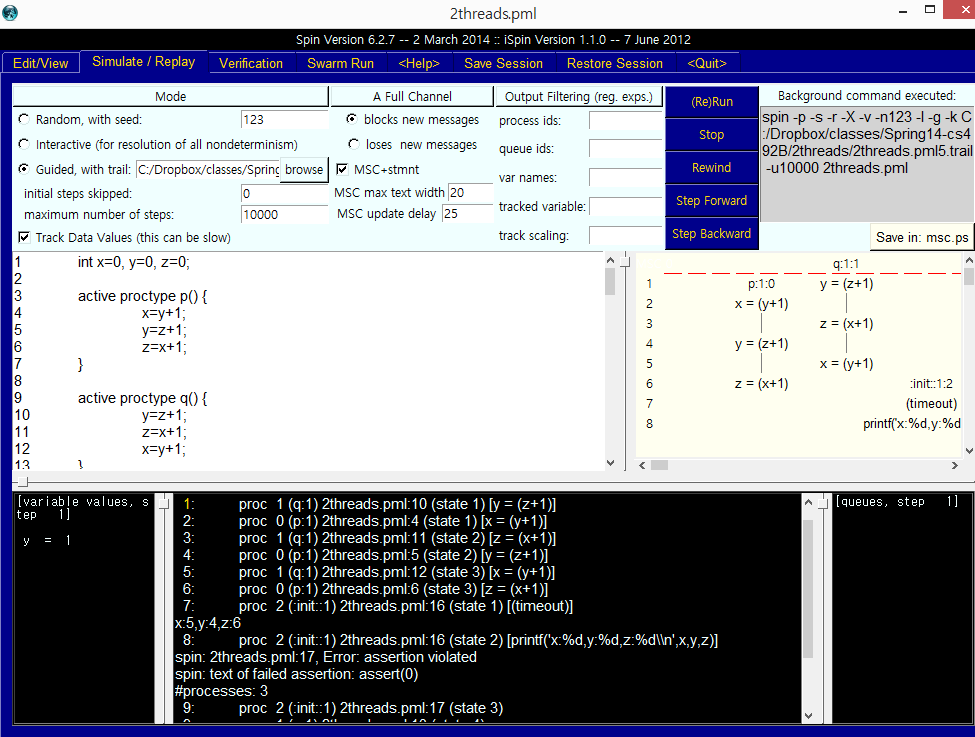 2threads.pml
Spin Version 6.2.7 -- 2 March 2014 :: iSpin Version 1.1.0 -- 7 June 2012
Edit/View Simulate / Replay Verification Swarm Run <Help> Save Session Restore Session <Quit>
Mode
Random, with seed: 123
Interactive (for resolution of all nondeterminism)
Guided, with trail: C:/Dropbox/classes/Spring browse
initial steps skipped: 0
maximum number of steps: 10000
Track Data Values (this can be slow)
A Full Channel
blocks new messages
loses new messages
MSC+stmnt
MSC max text width 20
MSC update delay 25
Output Filtering (reg. exps.)
process ids:
queue ids:
var names:
tracked variable:
track scaling:
(Re)Run
Stop
Rewind
Step Forward
Step Backward
Background command executed:
spin -p -s -r -X -v -n123 -l -g -k C
:/Dropbox/classes/Spring14-cs4
92B/2threads/2threads.pml5.trail
-u10000 2threads.pml
Save in: msc.ps
1 int x=0, y=0, z=0;
2
3 active proctype p() {
4 x=y+1;
5 y=z+1;
6 z=x+1;
7 }
8
9 active proctype q() {
10 y=z+1;
11 z=x+1;
12 x=y+1;
13 }
q:1:1
1 p:1:0 y = (z+1)
2 x = (y+1)
3 z = (x+1)
4 y = (z+1)
5 x = (y+1)
6 z = (x+1) :init::1:2
7 (timeout)
8 printf('x:%d,y:%d
[variable values, s
tep 1]
y = 1
1: proc 1 (q:1) 2threads.pml:10 (state 1) [y = (z+1)]
2: proc 0 (p:1) 2threads.pml:4 (state 1) [x = (y+1)]
3: proc 1 (q:1) 2threads.pml:11 (state 2) [z = (x+1)]
4: proc 0 (p:1) 2threads.pml:5 (state 2) [y = (z+1)]
5: proc 1 (q:1) 2threads.pml:12 (state 3) [x = (y+1)]
6: proc 0 (p:1) 2threads.pml:6 (state 3) [z = (x+1)]
7: proc 2 (:init::1) 2threads.pml:16 (state 1) [(timeout)]
x:5,y:4,z:6
8: proc 2 (:init::1) 2threads.pml:16 (state 2) [printf('x:%d,y:%d,z:%d\\n',x,y,z)]
spin: 2threads.pml:17, Error: assertion violated
spin: text of failed assertion: assert(0)
#processes: 3
9: proc 2 (:init::1) 2threads.pml:17 (state 3)
[queues, step 1]